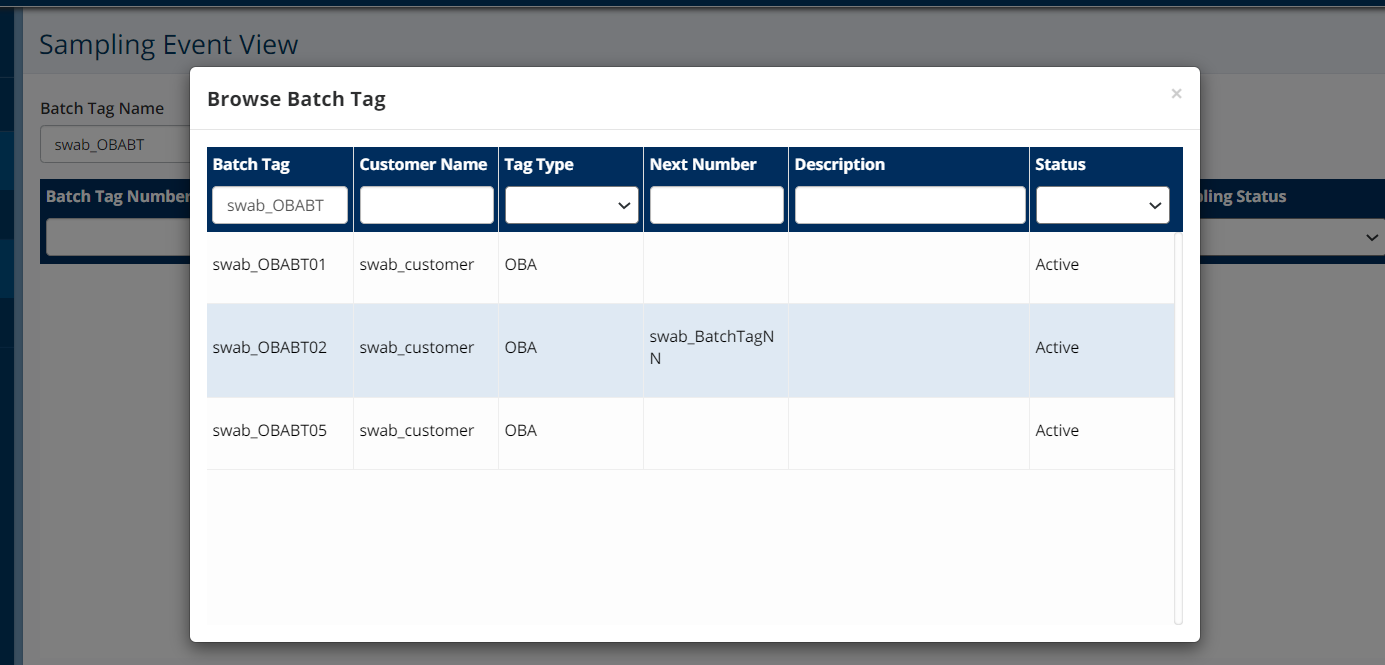 Sampling Event View
Browse Batch Tag
×
Batch Tag Name
swab_OBABT
Batch Tag Number
Batch Tag Customer Name Tag Type Next Number Description Status
swab_OBABT
pling Status
swab_OBABT01 swab_customer OBA Active
swab_OBABT02 swab_customer OBA swab_BatchTagN
N Active
swab_OBABT05 swab_customer OBA Active